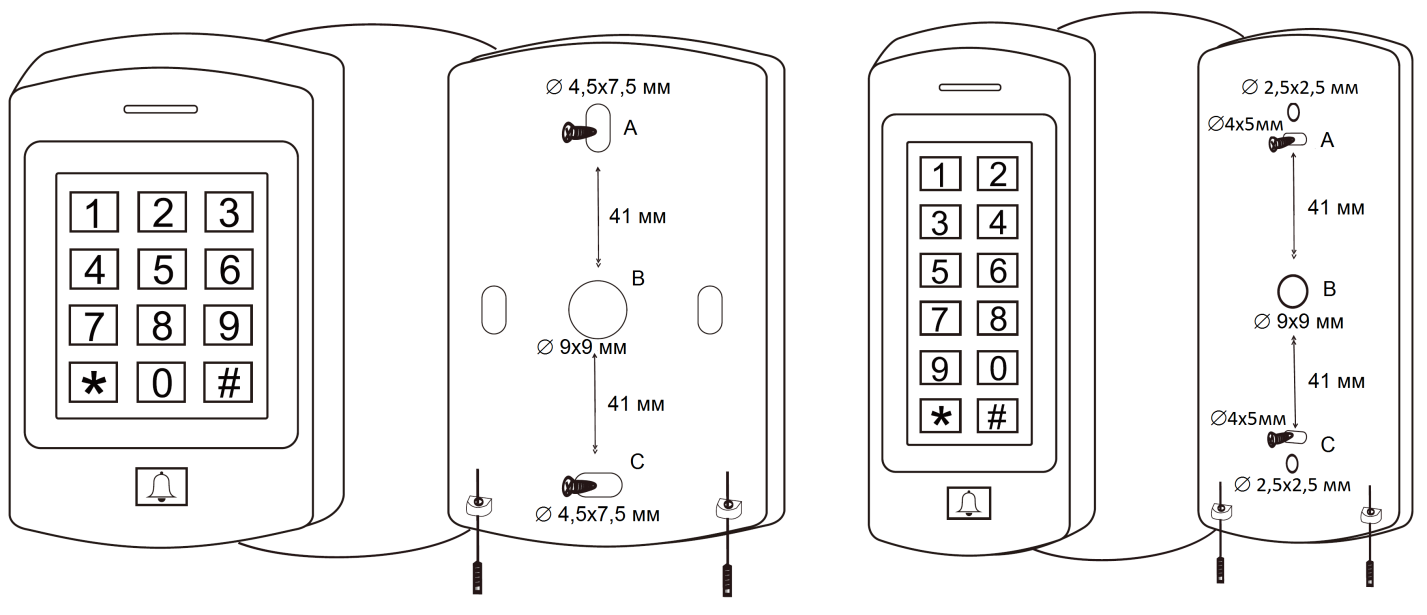 1 2 3
4 5 6
7 8 9
* 0 #
∅ 4,5x7,5 мм
A
41 мм
B
∅ 9x9 мм
41 мм
C
∅ 4,5x7,5 мм
1 2
3 4
5 6
7 8
9 0
* #
∅ 2,5x2,5 мм
∅4x5мм
A
41 мм
B
∅ 9x9 мм
41 мм
∅4x5мм
C
∅ 2,5x2,5 мм